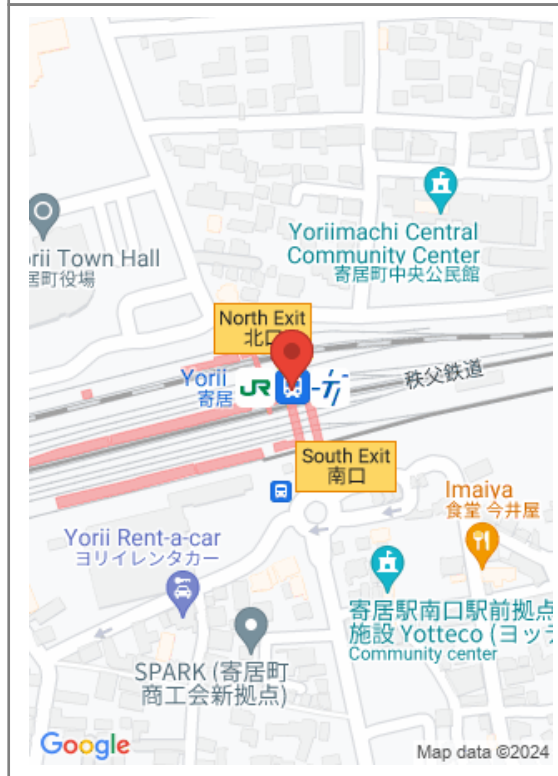 Yoriimachi Central
Community Center
寄居町中央公民館
rii Town Hall
居町役場
North Exit
北口
Yorii
寄居
JR
秩父鉄道
South Exit
南口
Imaiya
食堂 今井屋
Yorii Rent-a-car
ヨリイレンタカー
寄居駅南口駅前拠点
施設 Yotteco (ヨッテ
Community center
SPARK (寄居町
商工会新拠点)
Google
Map data ©2024